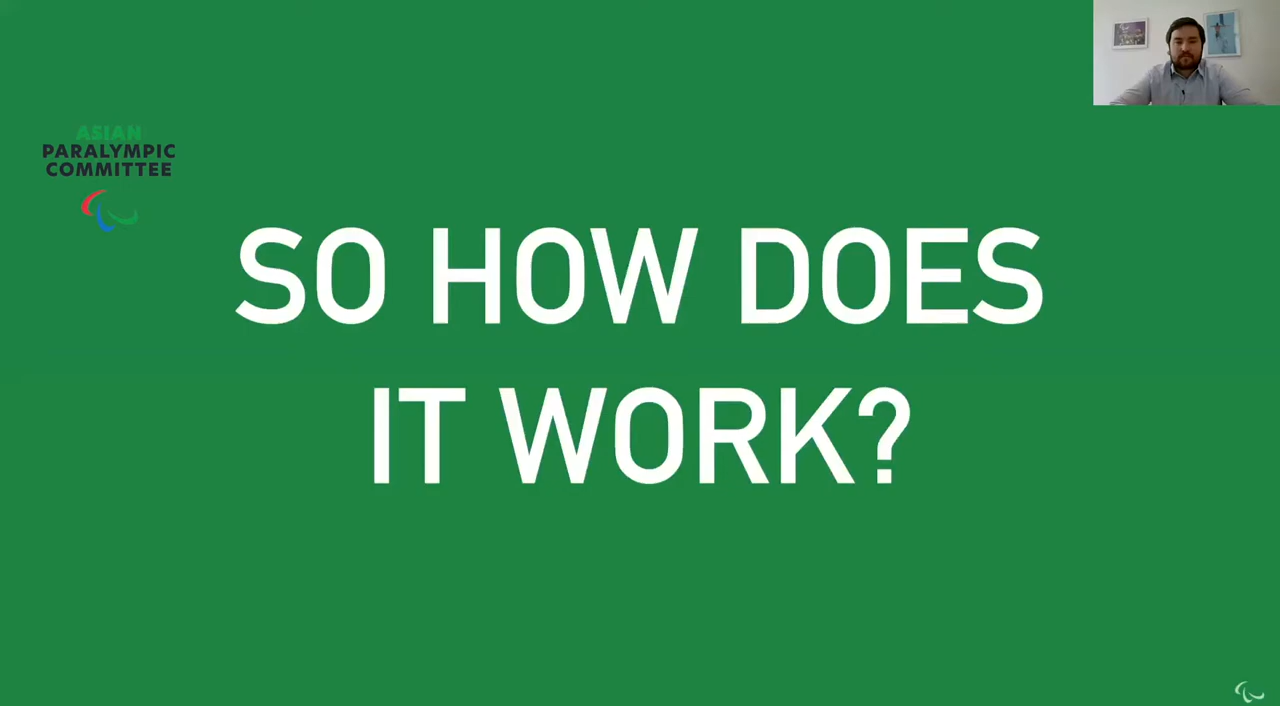 ASIAN
PARALYMPIC
COMMITTEE
SO HOW DOES
IT WORK?